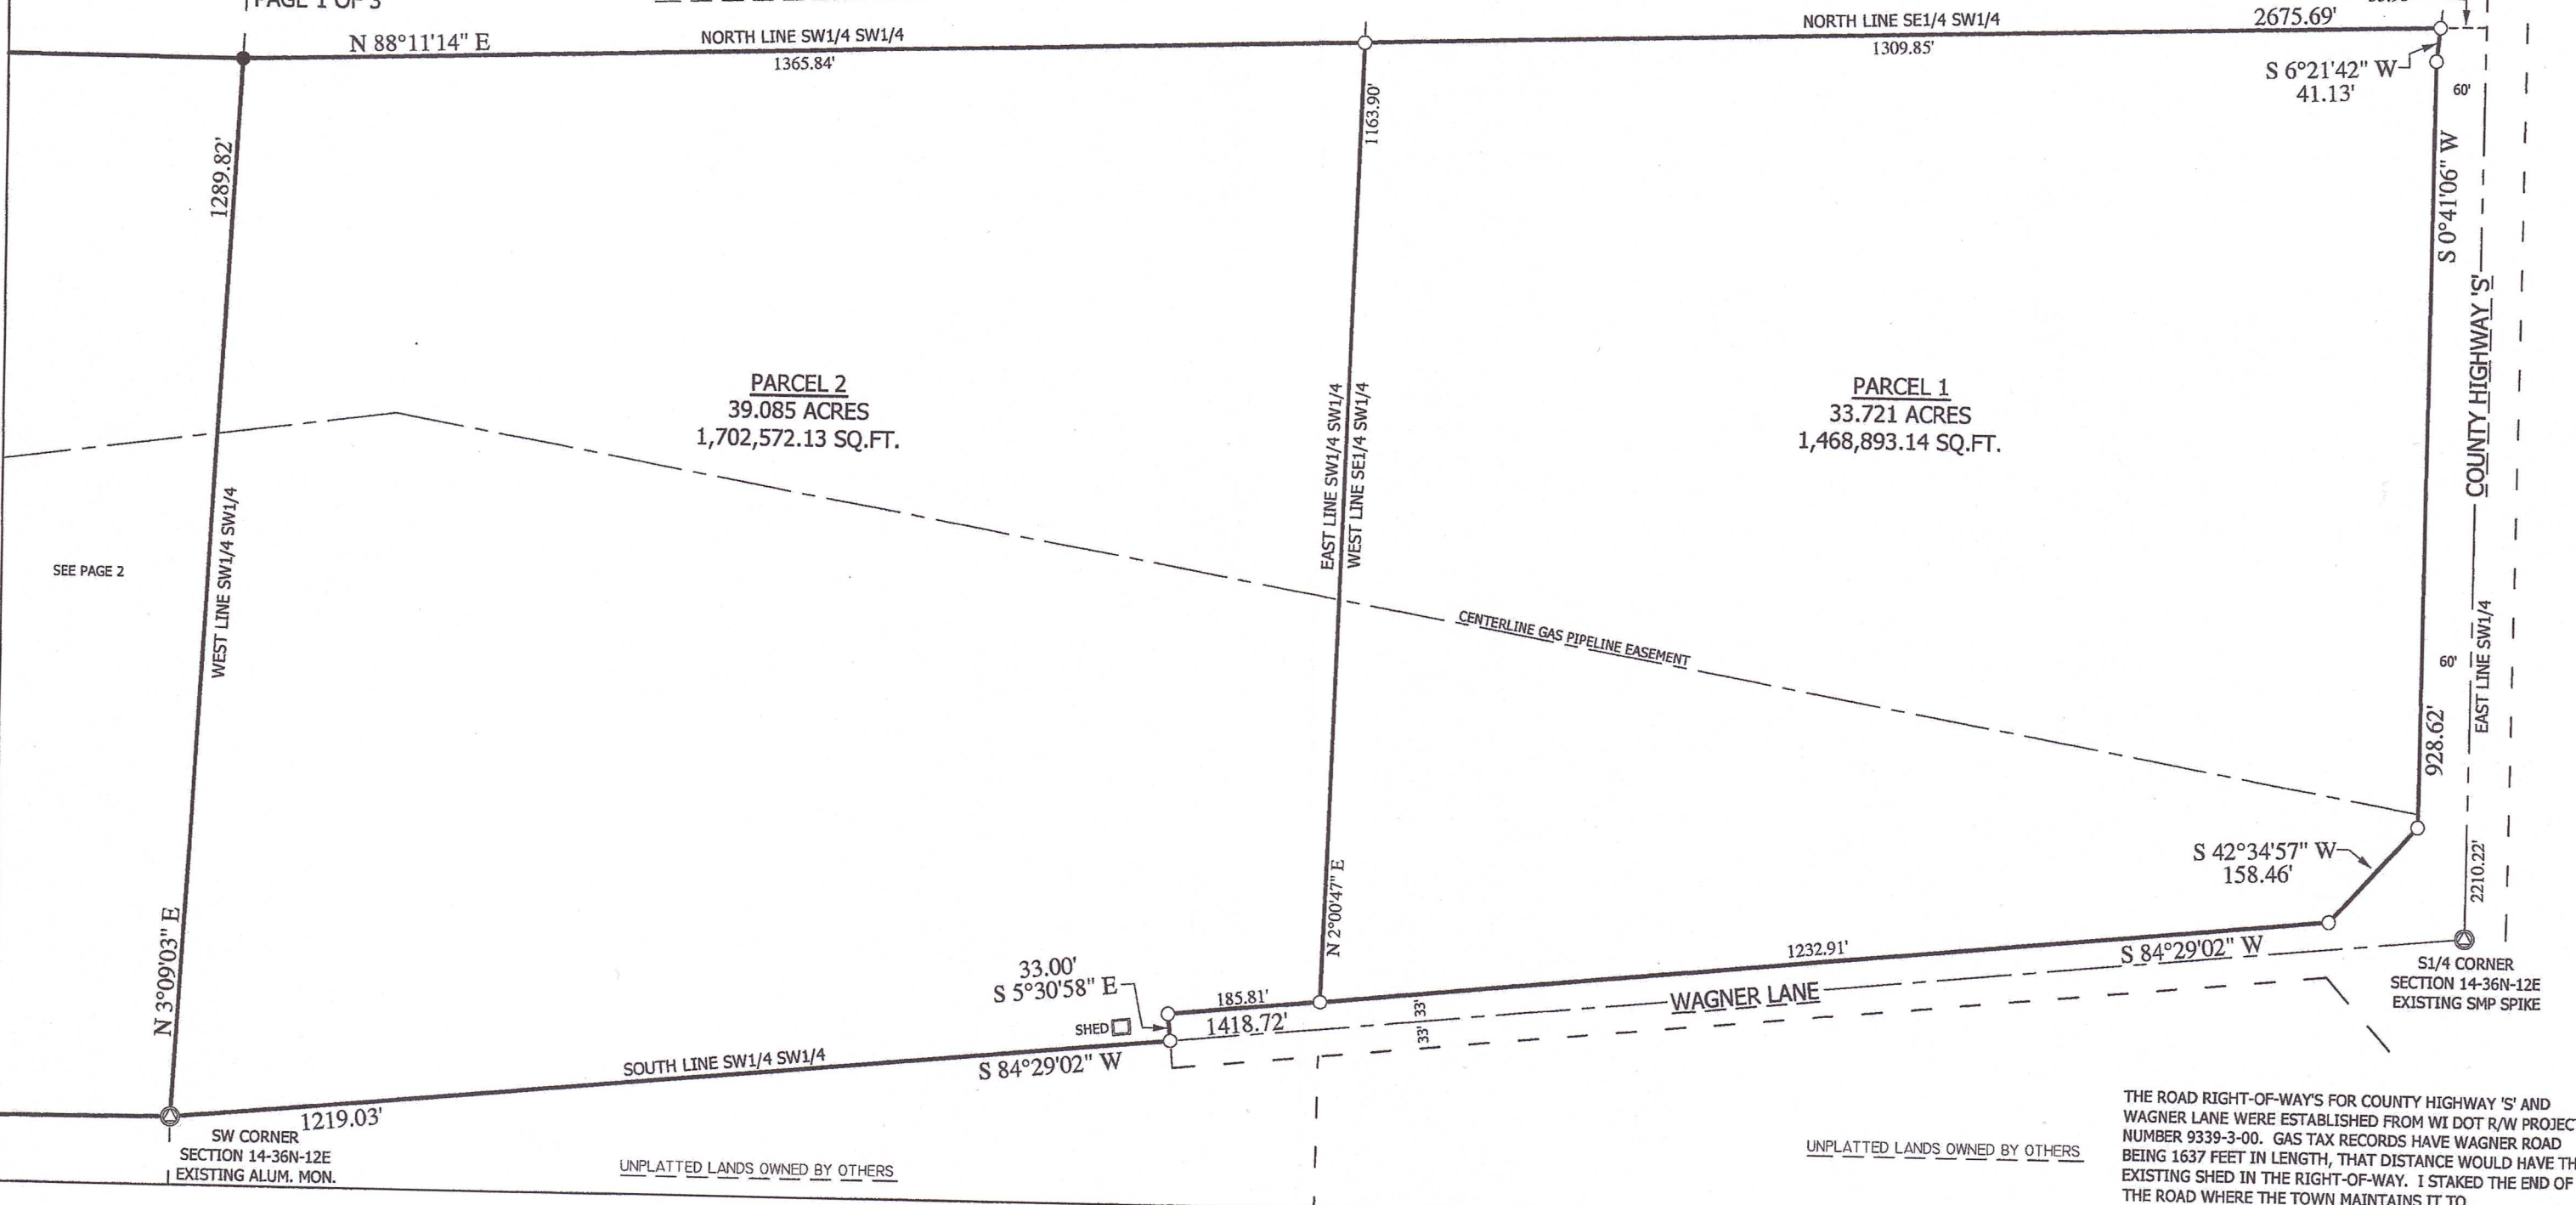 PAGE 1 OF 3
N 88°11'14" E
NORTH LINE SW1/4 SW1/4
1365.84'
NORTH LINE SE1/4 SW1/4
1309.85'
2675.69'
S 6°21'42" W
41.13'
60'
1289.82'
1163.90'
S 0°41'06" W
COUNTY HIGHWAY 'S'
PARCEL 2
39.085 ACRES
1,702,572.13 SQ.FT.
PARCEL 1
33.721 ACRES
1,468,893.14 SQ.FT.
EAST LINE SW1/4 SW1/4
WEST LINE SE1/4 SW1/4
WEST LINE SW1/4 SW1/4
SEE PAGE 2
CENTERLINE GAS PIPELINE EASEMENT
60'
EAST LINE SW1/4
928.62'
S 42°34'57" W
158.46'
2210.22'
N 3°09'03" E
N 2°00'47" E
33.00'
S 5°30'58" E
185.81'
1232.91'
S 84°29'02" W
SHED
1418.72'
33'
33'
WAGNER LANE
S1/4 CORNER
SECTION 14-36N-12E
EXISTING SMP SPIKE
SOUTH LINE SW1/4 SW1/4
S 84°29'02" W
1219.03'
SW CORNER
SECTION 14-36N-12E
EXISTING ALUM. MON.
UNPLATTED LANDS OWNED BY OTHERS
UNPLATTED LANDS OWNED BY OTHERS
THE ROAD RIGHT-OF-WAY'S FOR COUNTY HIGHWAY 'S' AND
WAGNER LANE WERE ESTABLISHED FROM WI DOT R/W PROJEC
NUMBER 9339-3-00. GAS TAX RECORDS HAVE WAGNER ROAD
BEING 1637 FEET IN LENGTH, THAT DISTANCE WOULD HAVE TH
EXISTING SHED IN THE RIGHT-OF-WAY. I STAKED THE END OF
THE ROAD WHERE THE TOWN MAINTAINS IT TO